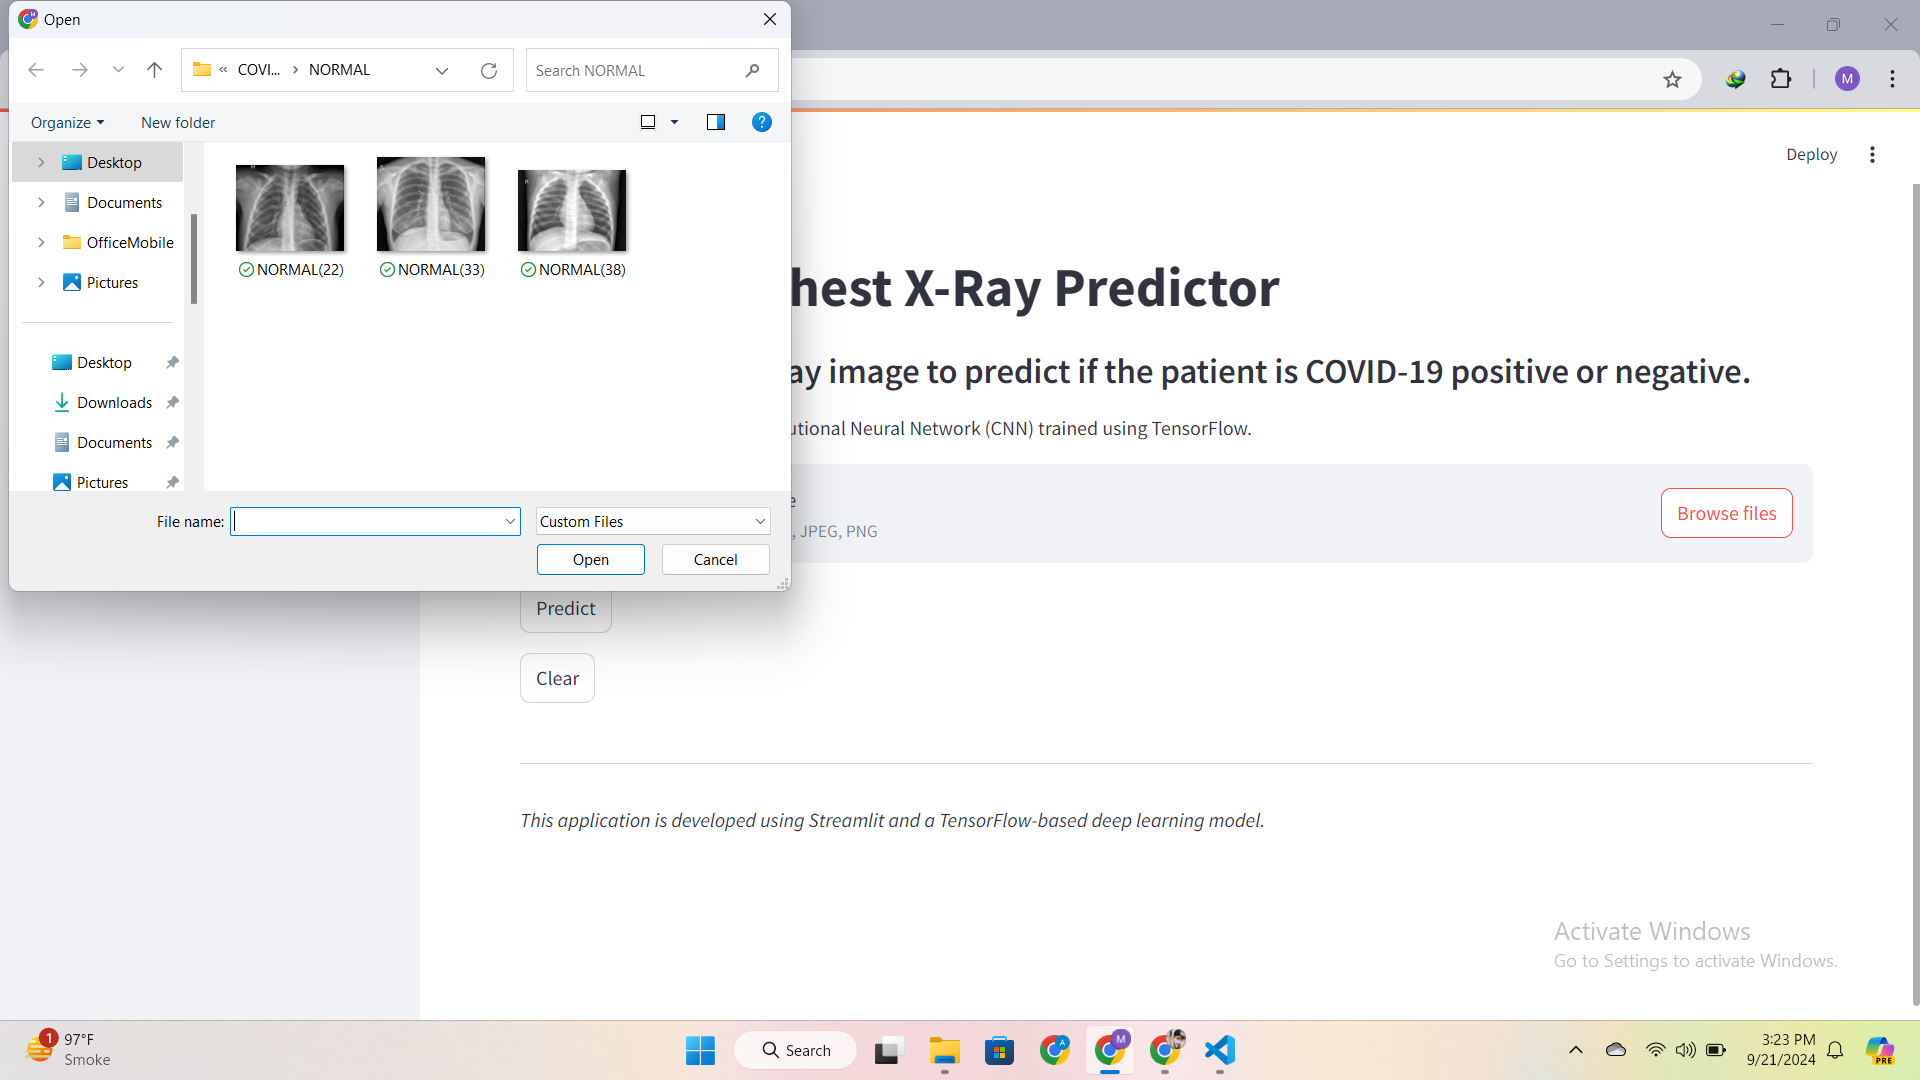 Open
« COVI... > NORMAL
Search NORMAL
Organize
New folder
Desktop
Documents
OfficeMobile
Pictures
Desktop
Downloads
Documents
Pictures
NORMAL(22)
NORMAL(33)
NORMAL(38)
File name:
Custom Files
Open
Cancel
M
Deploy
hest X-Ray Predictor
ay image to predict if the patient is COVID-19 positive or negative.
utional Neural Network (CNN) trained using TensorFlow.
e
, JPEG, PNG
Browse files
Predict
Clear
This application is developed using Streamlit and a TensorFlow-based deep learning model.
Activate Windows
Go to Settings to activate Windows.
1
97°F
Smoke
Search
A
M
3:23 PM
9/21/2024
PRE